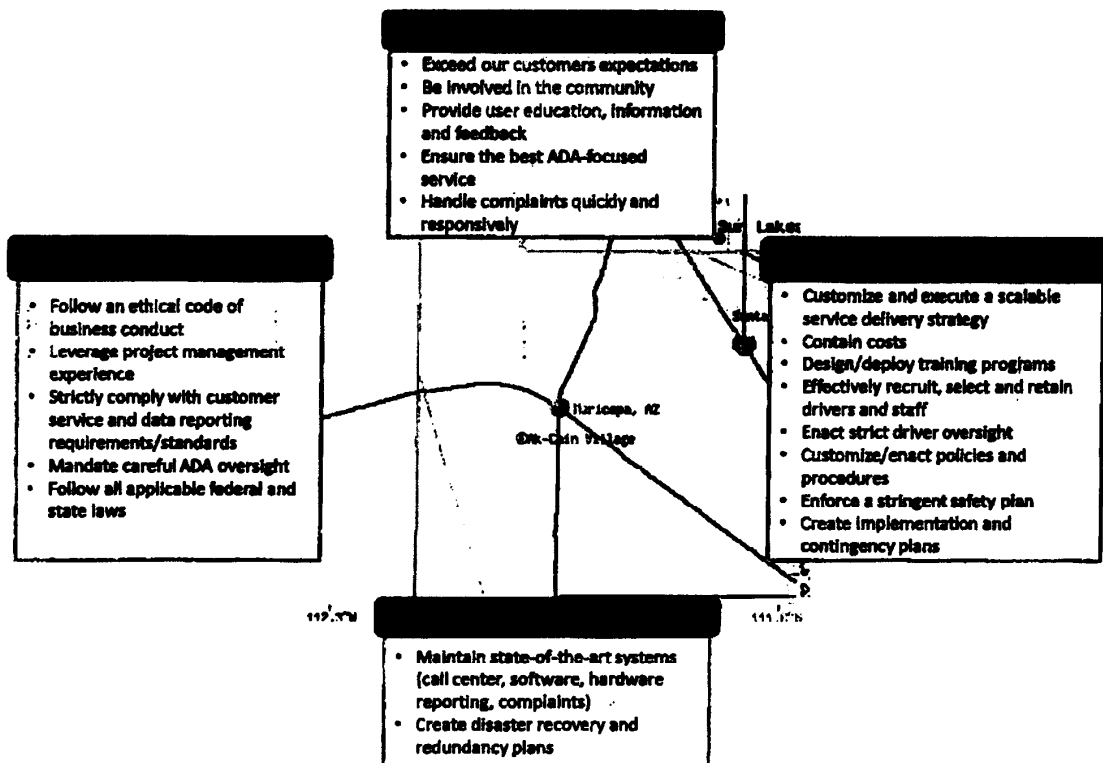 • Exceed our customers expectations
• Be involved in the community
• Provide user education, information
and feedback
• Ensure the best ADA-focused
service
• Handle complaints quickly and
responsively
Lakes
• Follow an ethical code of
business conduct
• Leverage project management
experience
• Strictly comply with customer
service and data reporting
requirements/standards
• Mandate careful ADA oversight
• Follow all applicable federal and
state laws
Maricopa, AZ
Ak-Chin Village
• Customize and execute a scalable
service delivery strategy
• Contain costs
• Design/deploy training programs
• Effectively recruit, select and retain
drivers and staff
• Enact strict driver oversight
• Customize/enact policies and
procedures
• Enforce a stringent safety plan
• Create implementation and
contingency plans
• Maintain state-of-the-art systems
(call center, software, hardware
reporting, complaints)
• Create disaster recovery and
redundancy plans